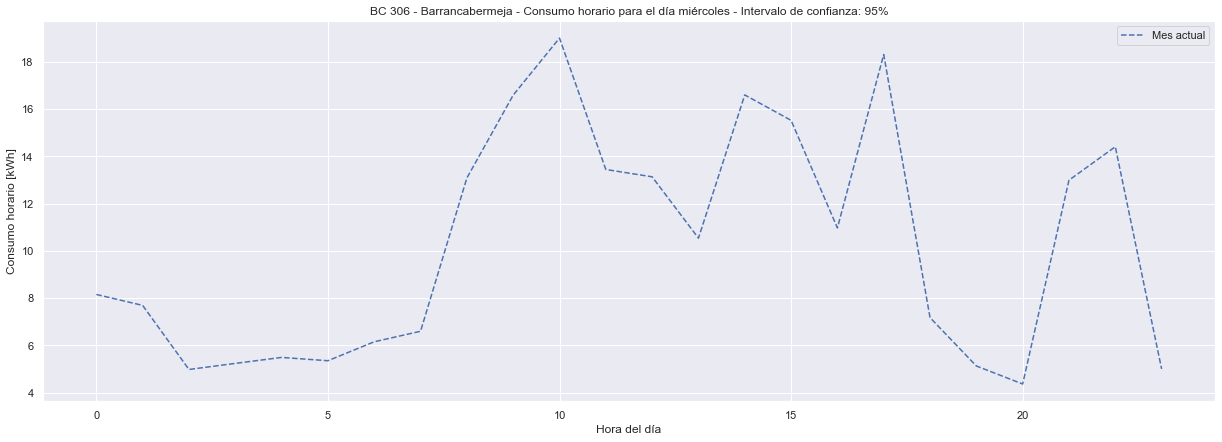 BC 306 - Barrancabermeja - Consumo horario para el día miércoles - Intervalo de confianza: 95%
Mes actual
Consumo horario [kWh]
18
16
14
12
10
8
6
4
0 5 10 15 20
Hora del día